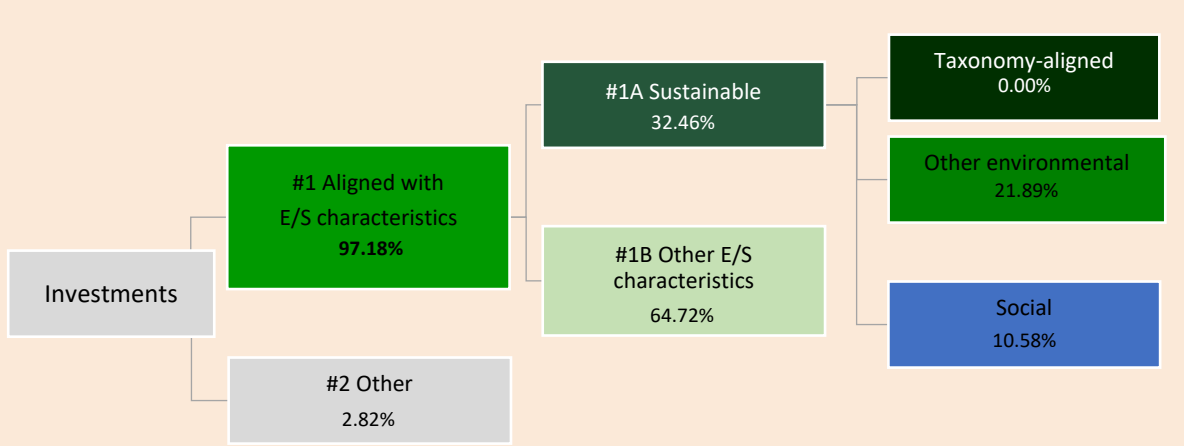 Investments
#1 Aligned with
E/S characteristics
97.18%
#2 Other
2.82%
#1A Sustainable
32.46%
#1B Other E/S
characteristics
64.72%
Taxonomy-aligned
0.00%
Other environmental
21.89%
Social
10.58%